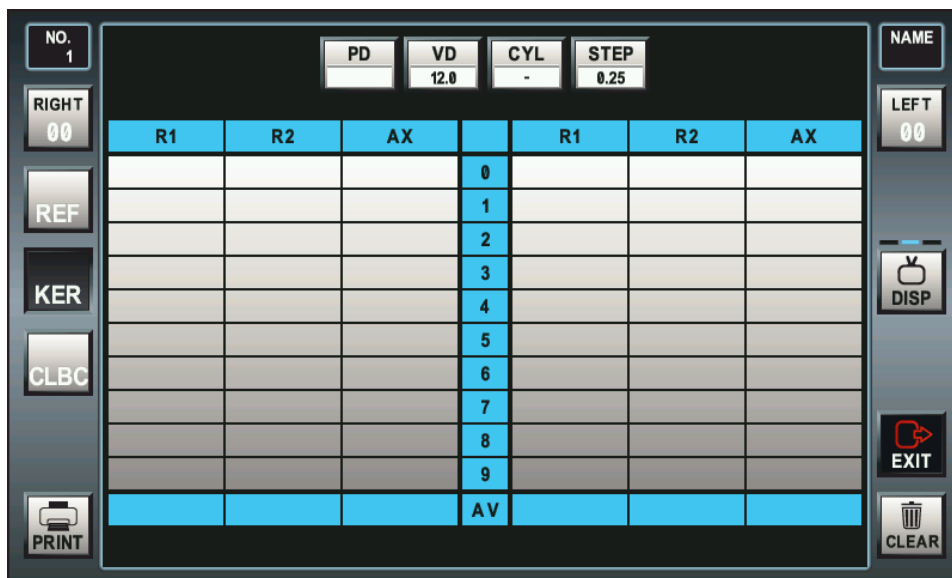 NO.
1
NAME
PD
VD
12.0
CYL
-
STEP
0.25
RIGHT
00
LEFT
00
R1 R2 AX R1 R2 AX
0
1
2
3
4
5
6
7
8
9
AV
REF
KER
CLBC
PRINT
DISP
EXIT
CLEAR